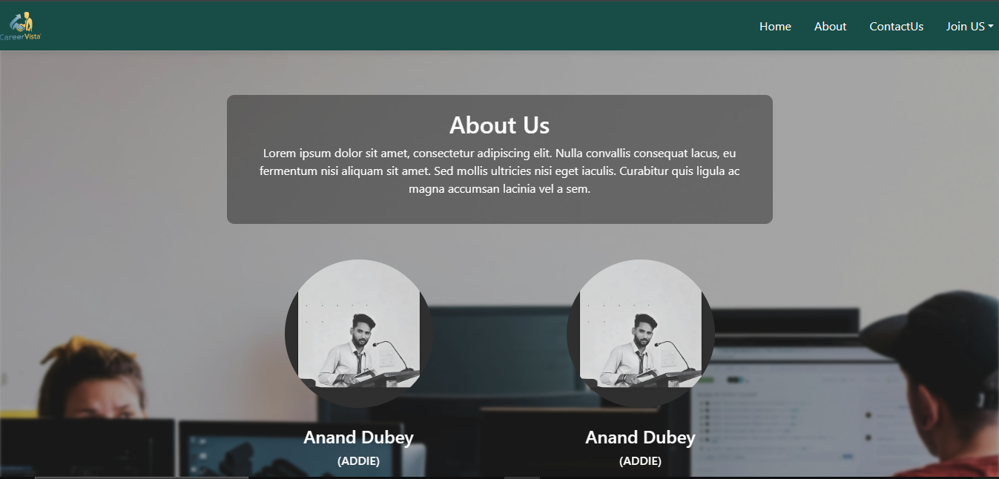 CareerVista
Home About ContactUs Join US
About Us
Lorem ipsum dolor sit amet, consectetur adipiscing elit. Nulla convallis consequat lacus, eu
fermentum nisi aliquam sit amet. Sed mollis ultricies nisi eget iaculis. Curabitur quis ligula ac
magna accumsan lacinia vel a sem.
Anand Dubey Anand Dubey
(ADDIE) (ADDIE)